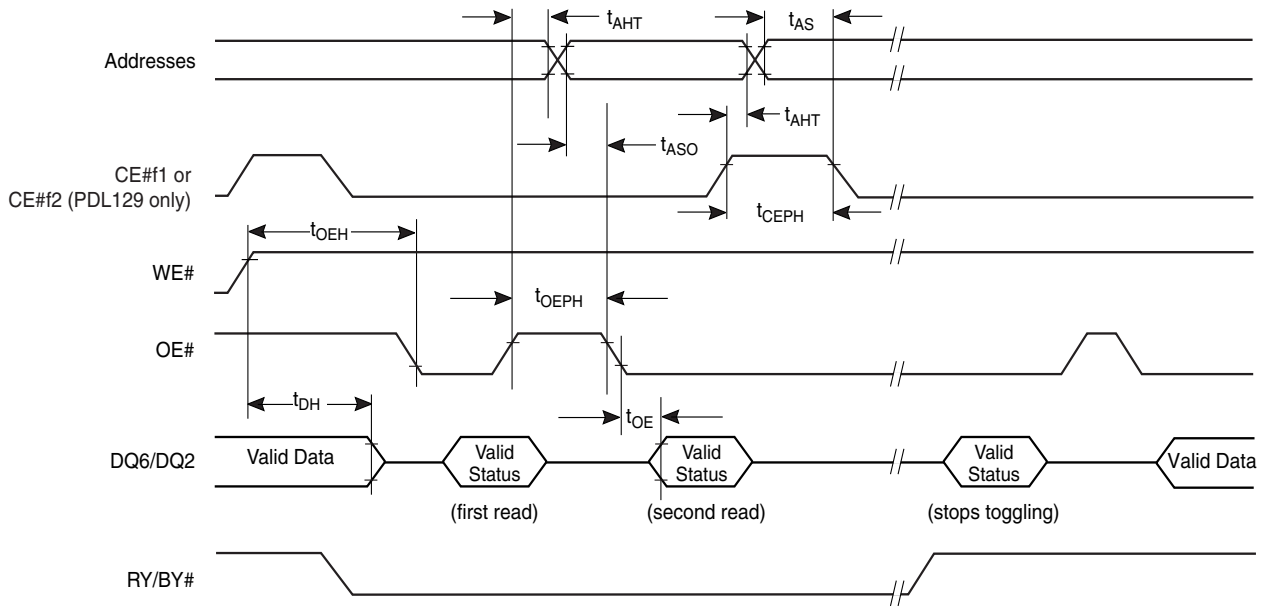 tAHT
tAS
Addresses
tAHT
tASO
CE#f1 or
CE#f2 (PDL129 only)
tCEPH
tOEH
WE#
tOEPH
OE#
tDH
tOE
DQ6/DQ2
Valid Data
Valid
Status
Valid
Status
Valid
Status
Valid Data
(first read)
(second read)
(stops toggling)
RY/BY#